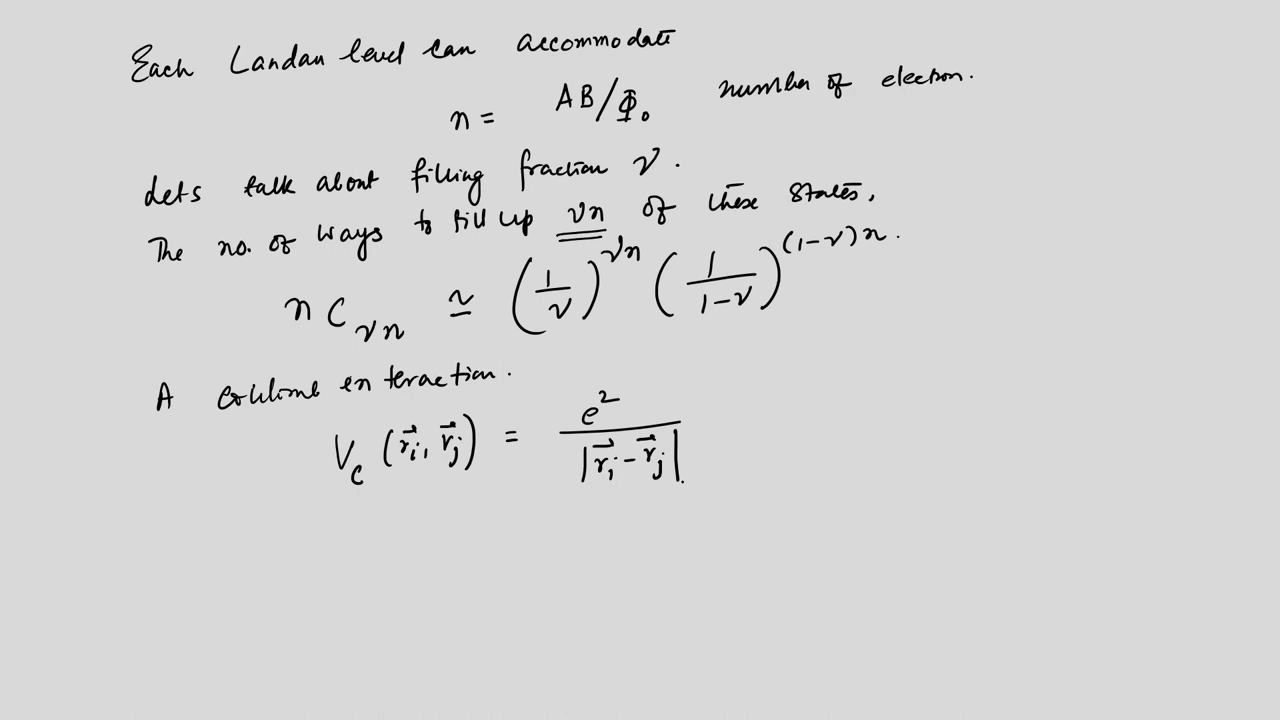 Each Landau level can accommodate
n = AB/Φ₀ number of electron.
Lets talk about filling fraction ν.
The no. of ways to fill up νn of these states,
n C_νn ≃ (1/ν)^νn (1/(1-ν))^(1-ν)n.
A coulomb interaction.
V_c (r⃗_i, r⃗_j) = e²/|r⃗_i - r⃗_j|.